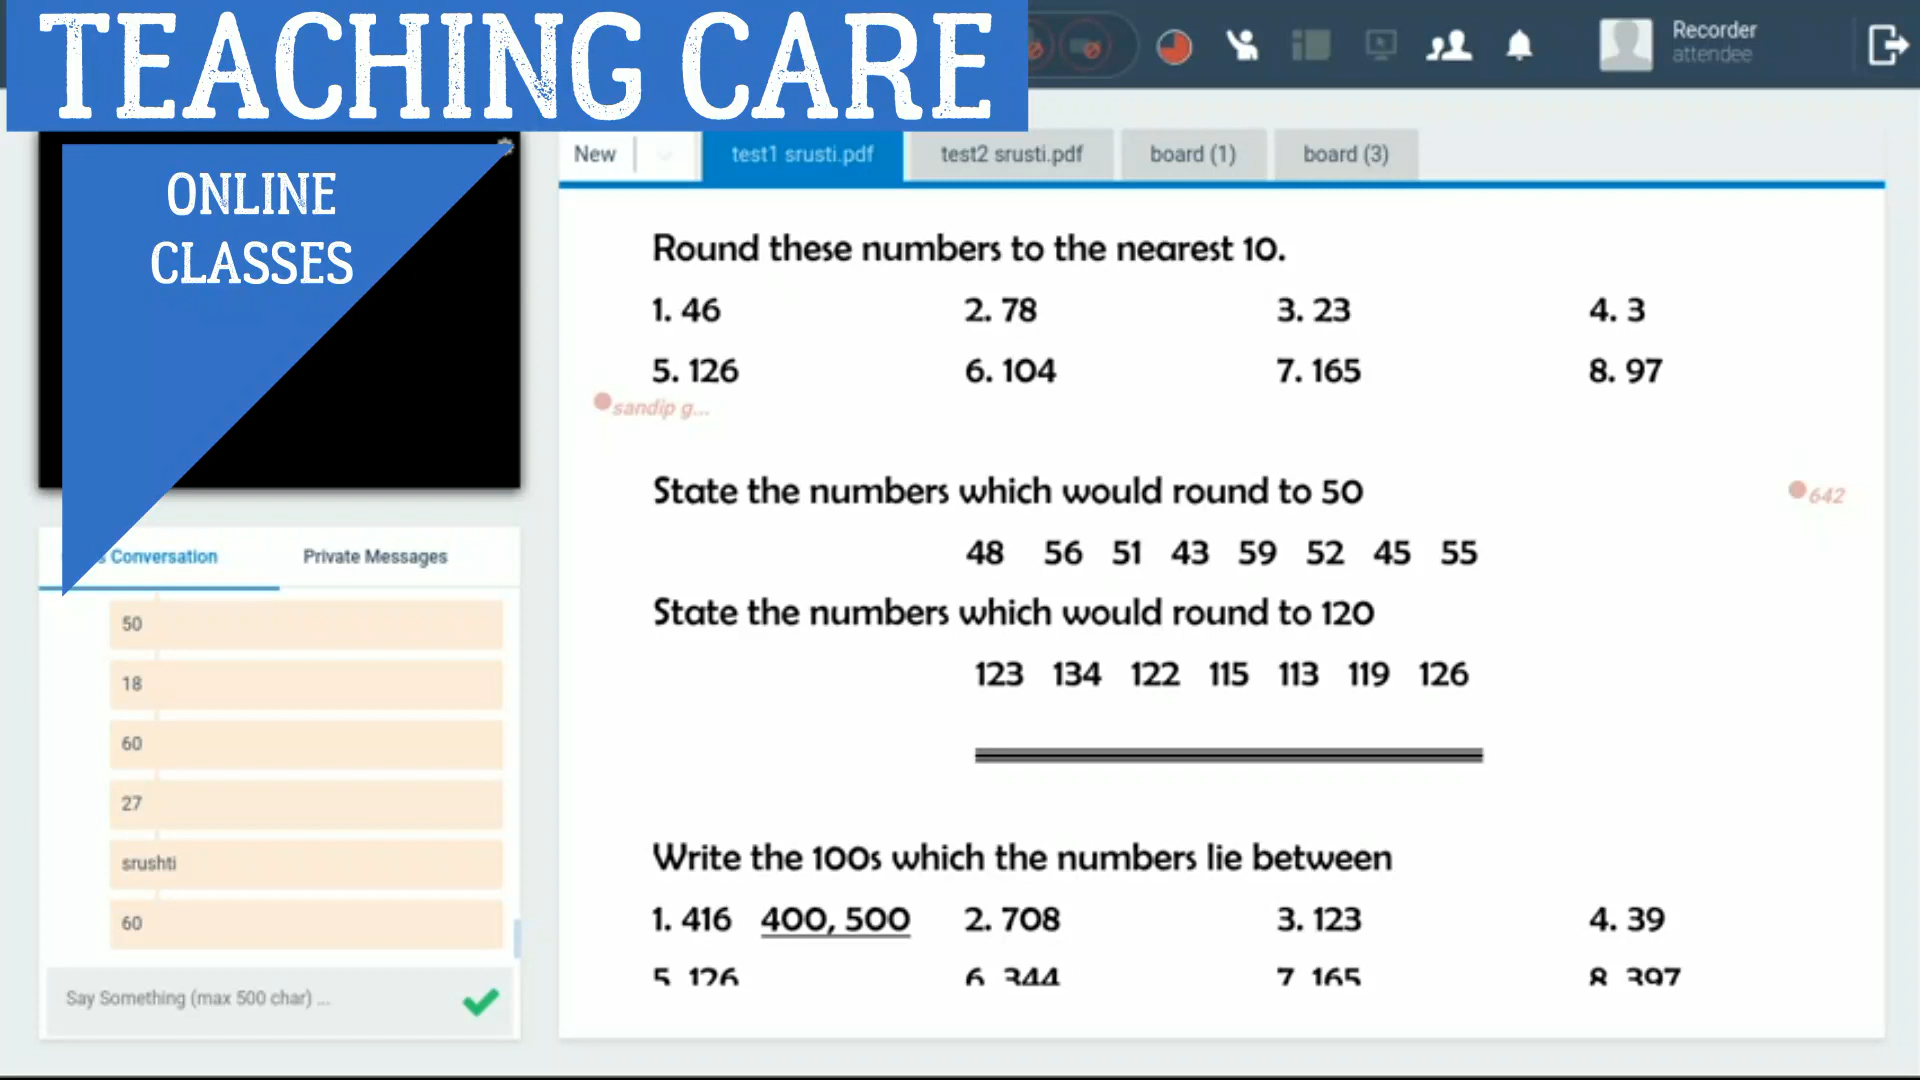 TEACHING CARE
ONLINE
CLASSES
Recorder
attendee
New
test1 srusti.pdf
test2 srusti.pdf
board (1)
board (3)
Round these numbers to the nearest 10.
1. 46 2. 78 3. 23 4. 3
5. 126 6. 104 7. 165 8. 97
sandip g...
State the numbers which would round to 50
642
48 56 51 43 59 52 45 55
State the numbers which would round to 120
123 134 122 115 113 119 126
Write the 100s which the numbers lie between
1. 416 400, 500 2. 708 3. 123 4. 39
5. 126 6. 344 7. 165 8. 397
Conversation
Private Messages
50
18
60
27
srushti
60
Say Something (max 500 char) ...